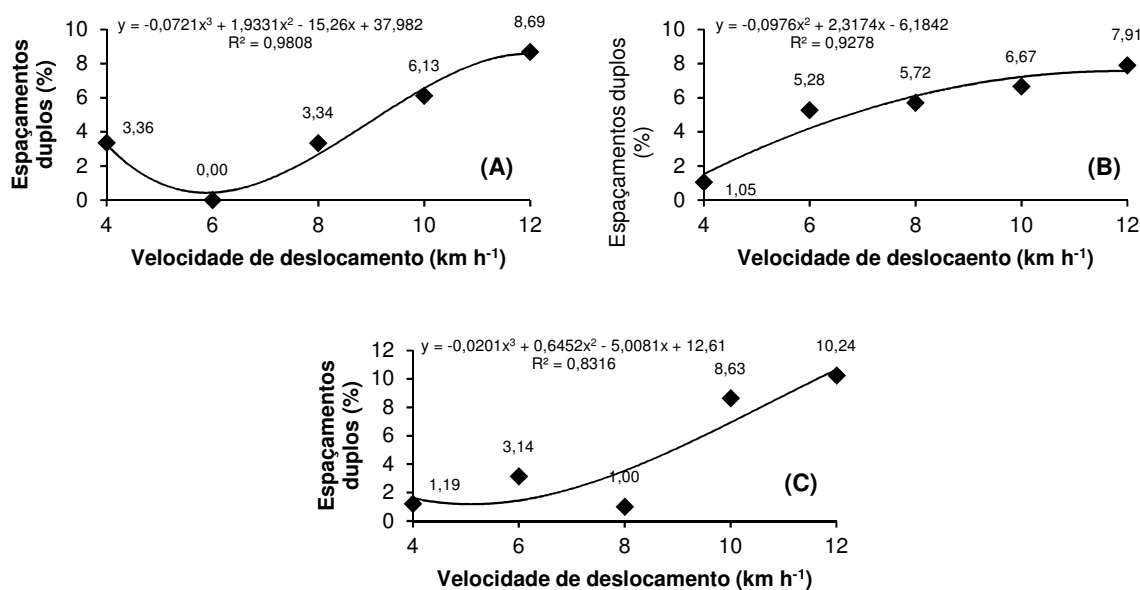 y = -0,0721x³ + 1,9331x² - 15,26x + 37,982
R² = 0,9808
Espaçamentos
duplos (%)
10
8
6
4
2
0
3,36
0,00
3,34
6,13
8,69
(A)
4 6 8 10 12
Velocidade de deslocamento (km h⁻¹)
y = -0,0976x² + 2,3174x - 6,1842
R² = 0,9278
Espaçamentos duplos
(%)
10
8
6
4
2
0
1,05
5,28
5,72
6,67
7,91
(B)
4 6 8 10 12
Velocidade de deslocaento (km h⁻¹)
y = -0,0201x³ + 0,6452x² - 5,0081x + 12,61
R² = 0,8316
Espaçamentos
duplos (%)
12
10
8
6
4
2
0
1,19
3,14
1,00
8,63
10,24
(C)
4 6 8 10 12
Velocidade de deslocamento (km h⁻¹)